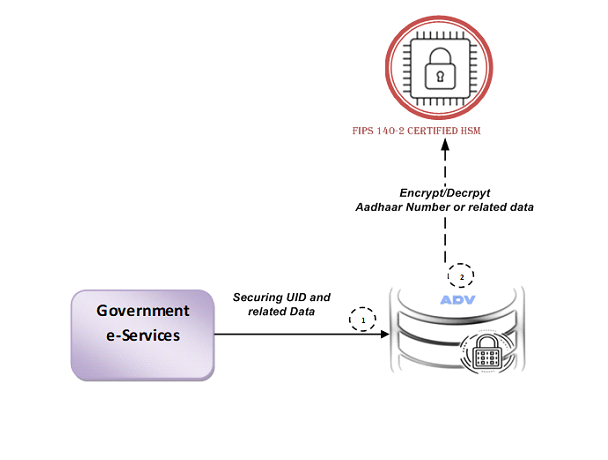 FIPS 140-2 CERTIFIED HSM
Encrypt/Decrpyt
Aadhaar Number or related data
2
ADV
Government
e-Services
Securing UID and
related Data
1